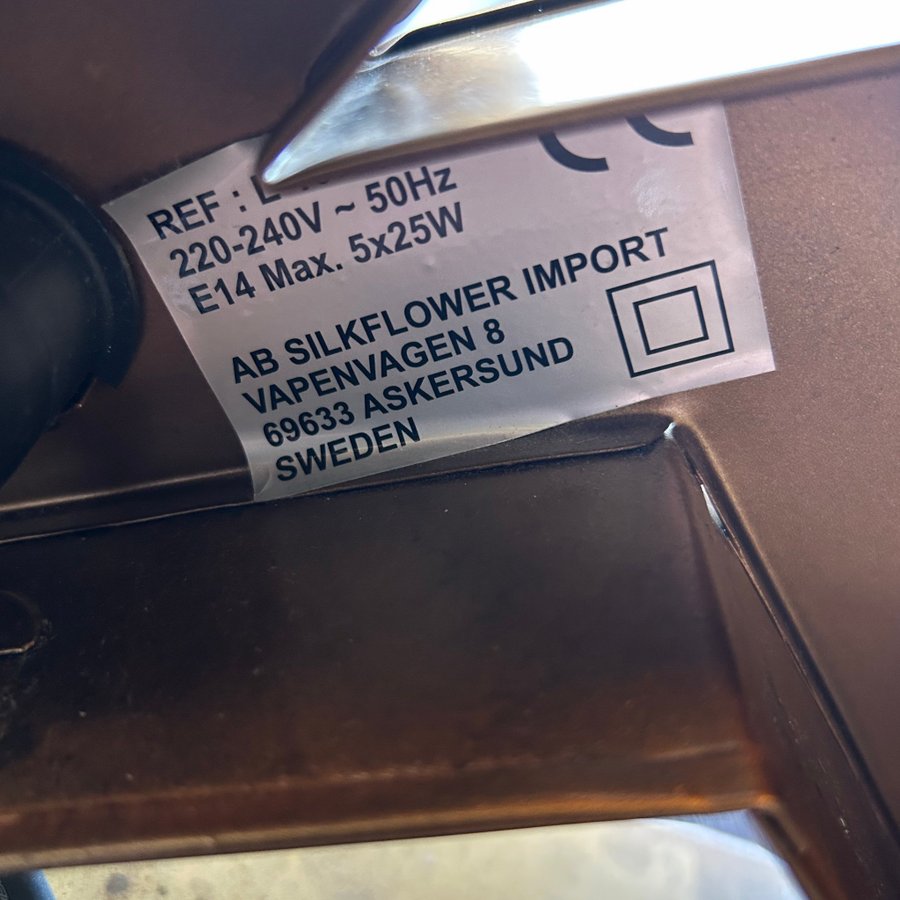 REF :
220-240V ~ 50Hz
E14 Max. 5x25W
AB SILKFLOWER IMPORT
VAPENVAGEN 8
69633 ASKERSUND
SWEDEN